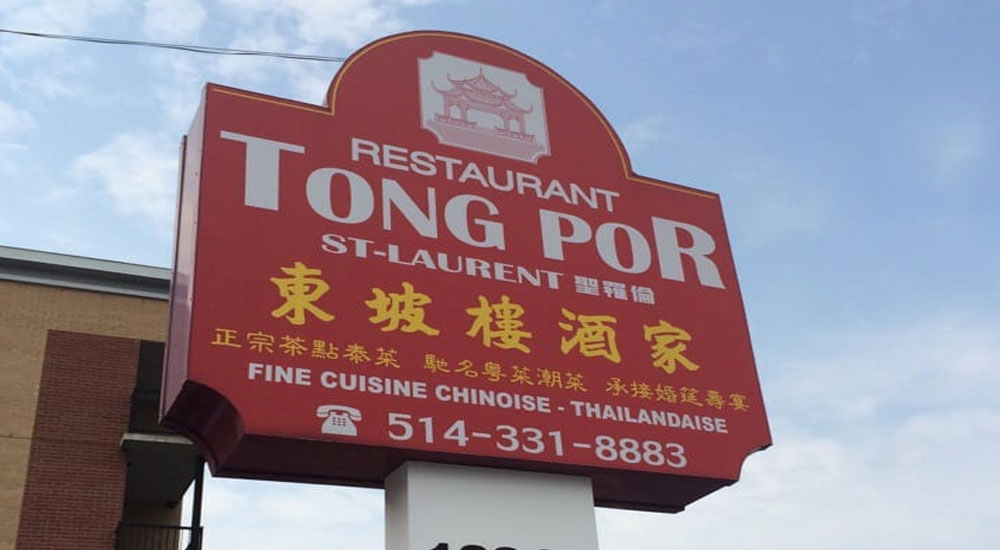 RESTAURANT
TONG POR
ST-LAURENT 聖羅倫
東坡樓酒家
正宗茶點泰菜 馳名粵菜潮菜 承接婚筵壽宴
FINE CUISINE CHINOISE - THAILANDAISE
☎ 514-331-8883